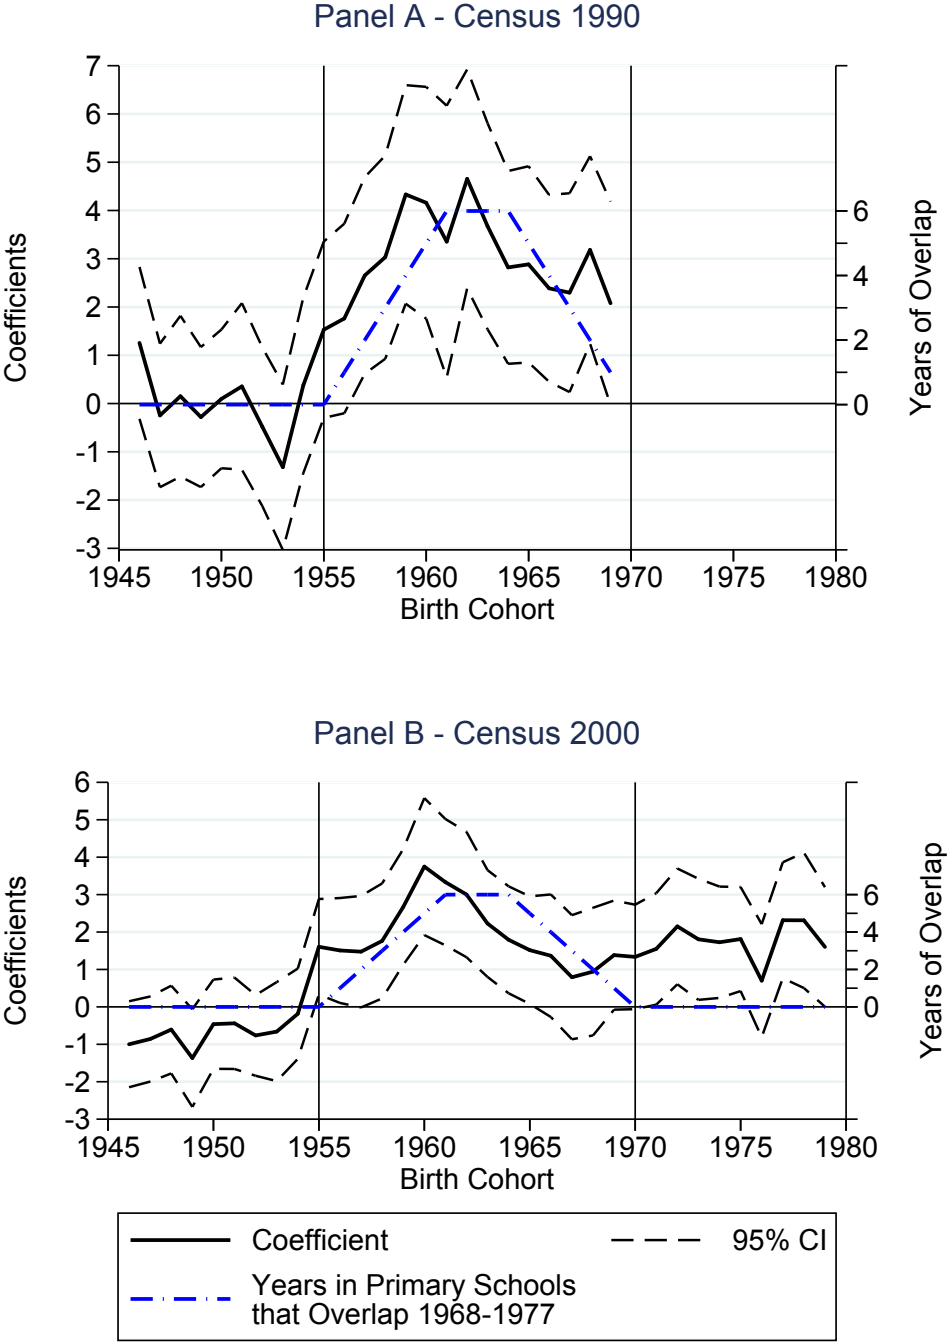 Panel A - Census 1990
Coefficients
7
6
5
4
3
2
1
0
-1
-2
-3
6
4
2
0
Years of Overlap
1945 1950 1955 1960 1965 1970 1975 1980
Birth Cohort
Panel B - Census 2000
Coefficients
6
5
4
3
2
1
0
-1
-2
-3
6
4
2
0
Years of Overlap
1945 1950 1955 1960 1965 1970 1975 1980
Birth Cohort
Coefficient 95% CI
Years in Primary Schools
that Overlap 1968-1977